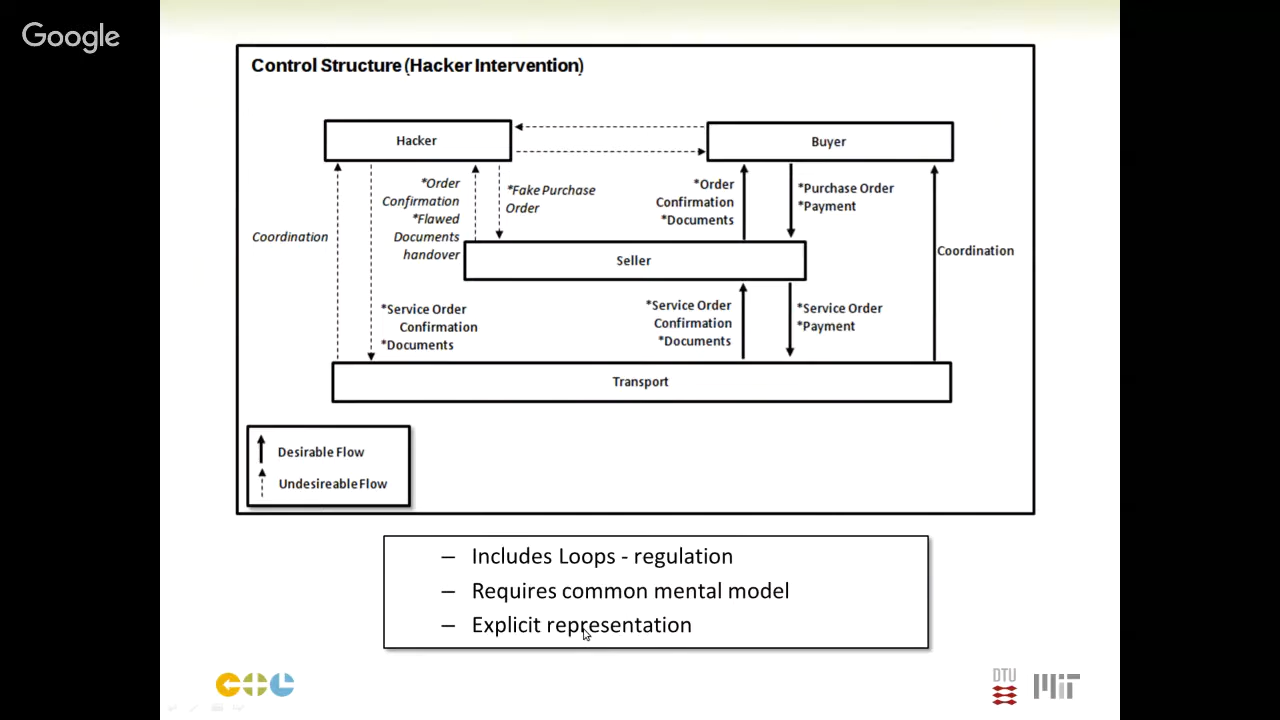 Google
Control Structure (Hacker Intervention)
Hacker
Buyer
*Order
Confirmation
*Flawed
Documents
handover
*Fake Purchase
Order
*Order
Confirmation
*Documents
*Purchase Order
*Payment
Coordination
Coordination
Seller
*Service Order
Confirmation
*Documents
*Service Order
Confirmation
*Documents
*Service Order
*Payment
Transport
Desirable Flow
Undesireable Flow
– Includes Loops - regulation
– Requires common mental model
– Explicit representation
CTL
DTU
MIT